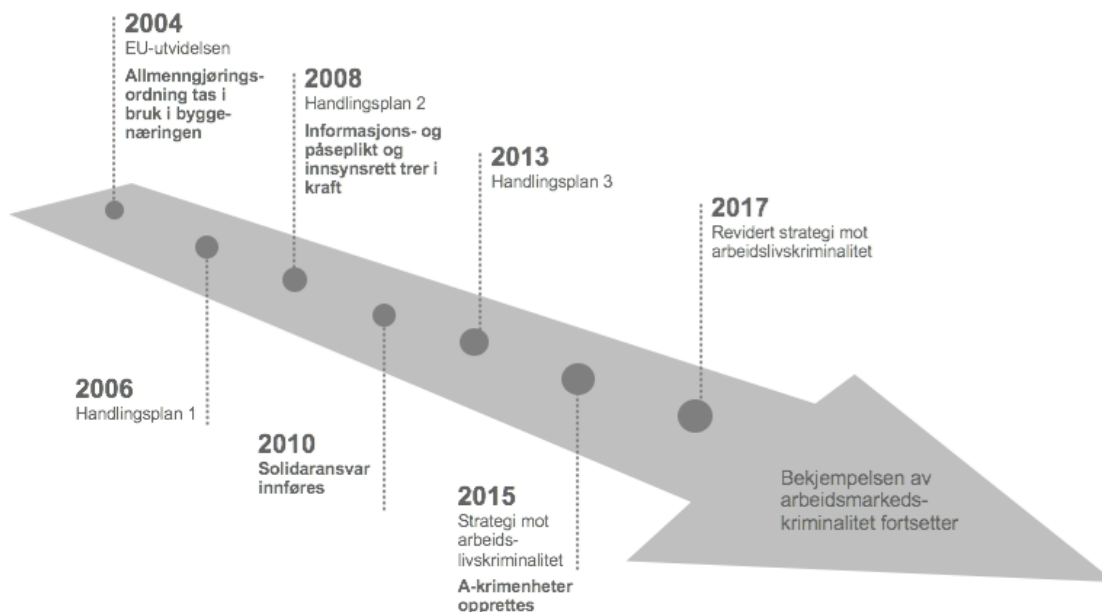 2004
EU-utvidelsen
Allmenngjørings-
ordning tas i
bruk i bygge-
næringen
2006
Handlingsplan 1
2008
Handlingsplan 2
Informasjons- og
påseplikt og
innsynsrett trer i
kraft
2010
Solidaransvar
innføres
2013
Handlingsplan 3
2015
Strategi mot
arbeids-
livskriminalitet
A-krimenheter
opprettes
2017
Revidert strategi mot
arbeidslivskriminalitet
Bekjempelsen av
arbeidsmarkeds-
kriminalitet fortsetter